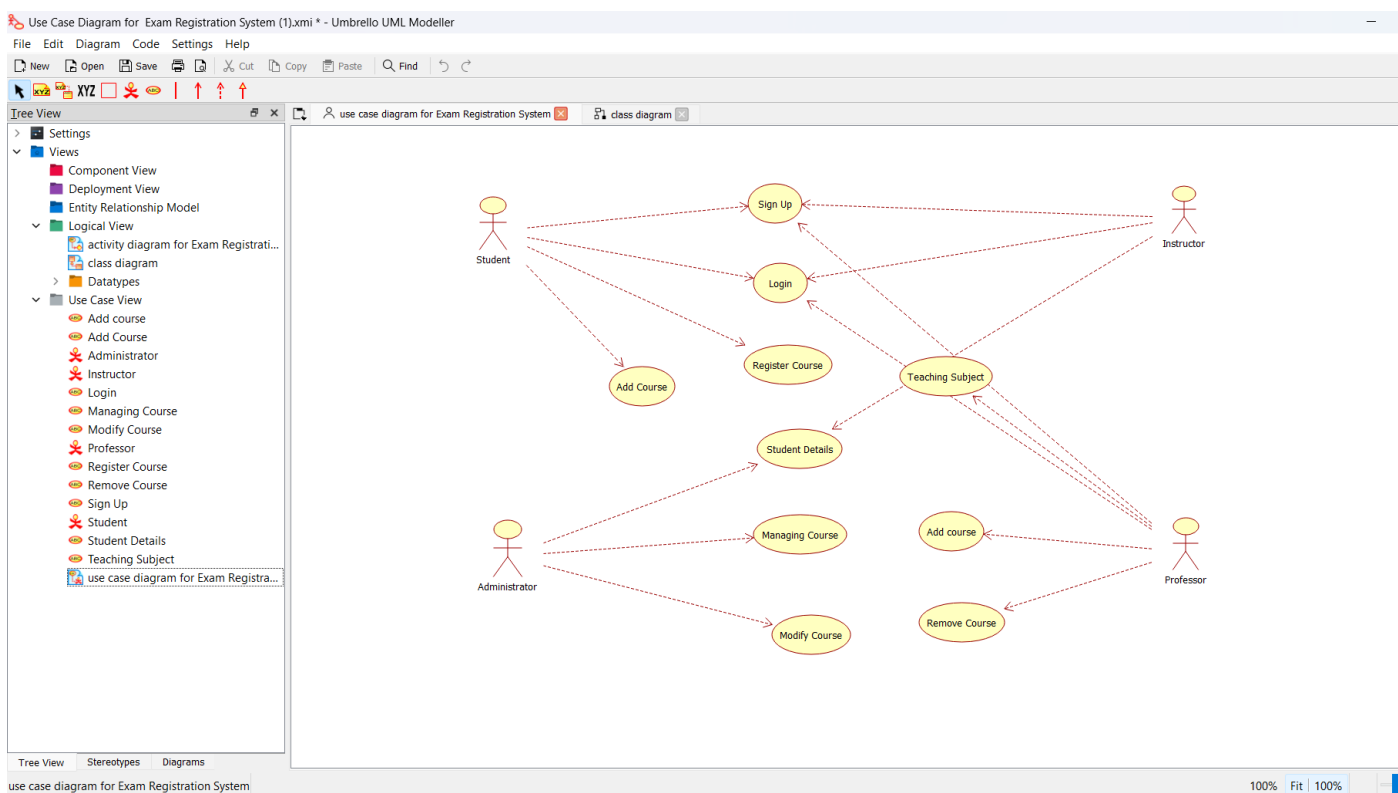 Use Case Diagram for  Exam Registration System (1).xmi * - Umbrello UML Modeller
File Edit Diagram Code Settings Help
New Open Save Cut Copy Paste Find
XYZ XYZ ABC
Tree View
use case diagram for Exam Registration System
class diagram
Settings
Views
Component View
Deployment View
Entity Relationship Model
Logical View
activity diagram for Exam Registrati...
class diagram
Datatypes
Use Case View
Add course
Add Course
Administrator
Instructor
Login
Managing Course
Modify Course
Professor
Register Course
Remove Course
Sign Up
Student
Student Details
Teaching Subject
use case diagram for Exam Registra...
Tree View Stereotypes Diagrams
Sign Up
Instructor
Student
Login
Register Course
Teaching Subject
Add Course
Student Details
Add course
Managing Course
Professor
Administrator
Remove Course
Modify Course
use case diagram for Exam Registration System
100% Fit 100%